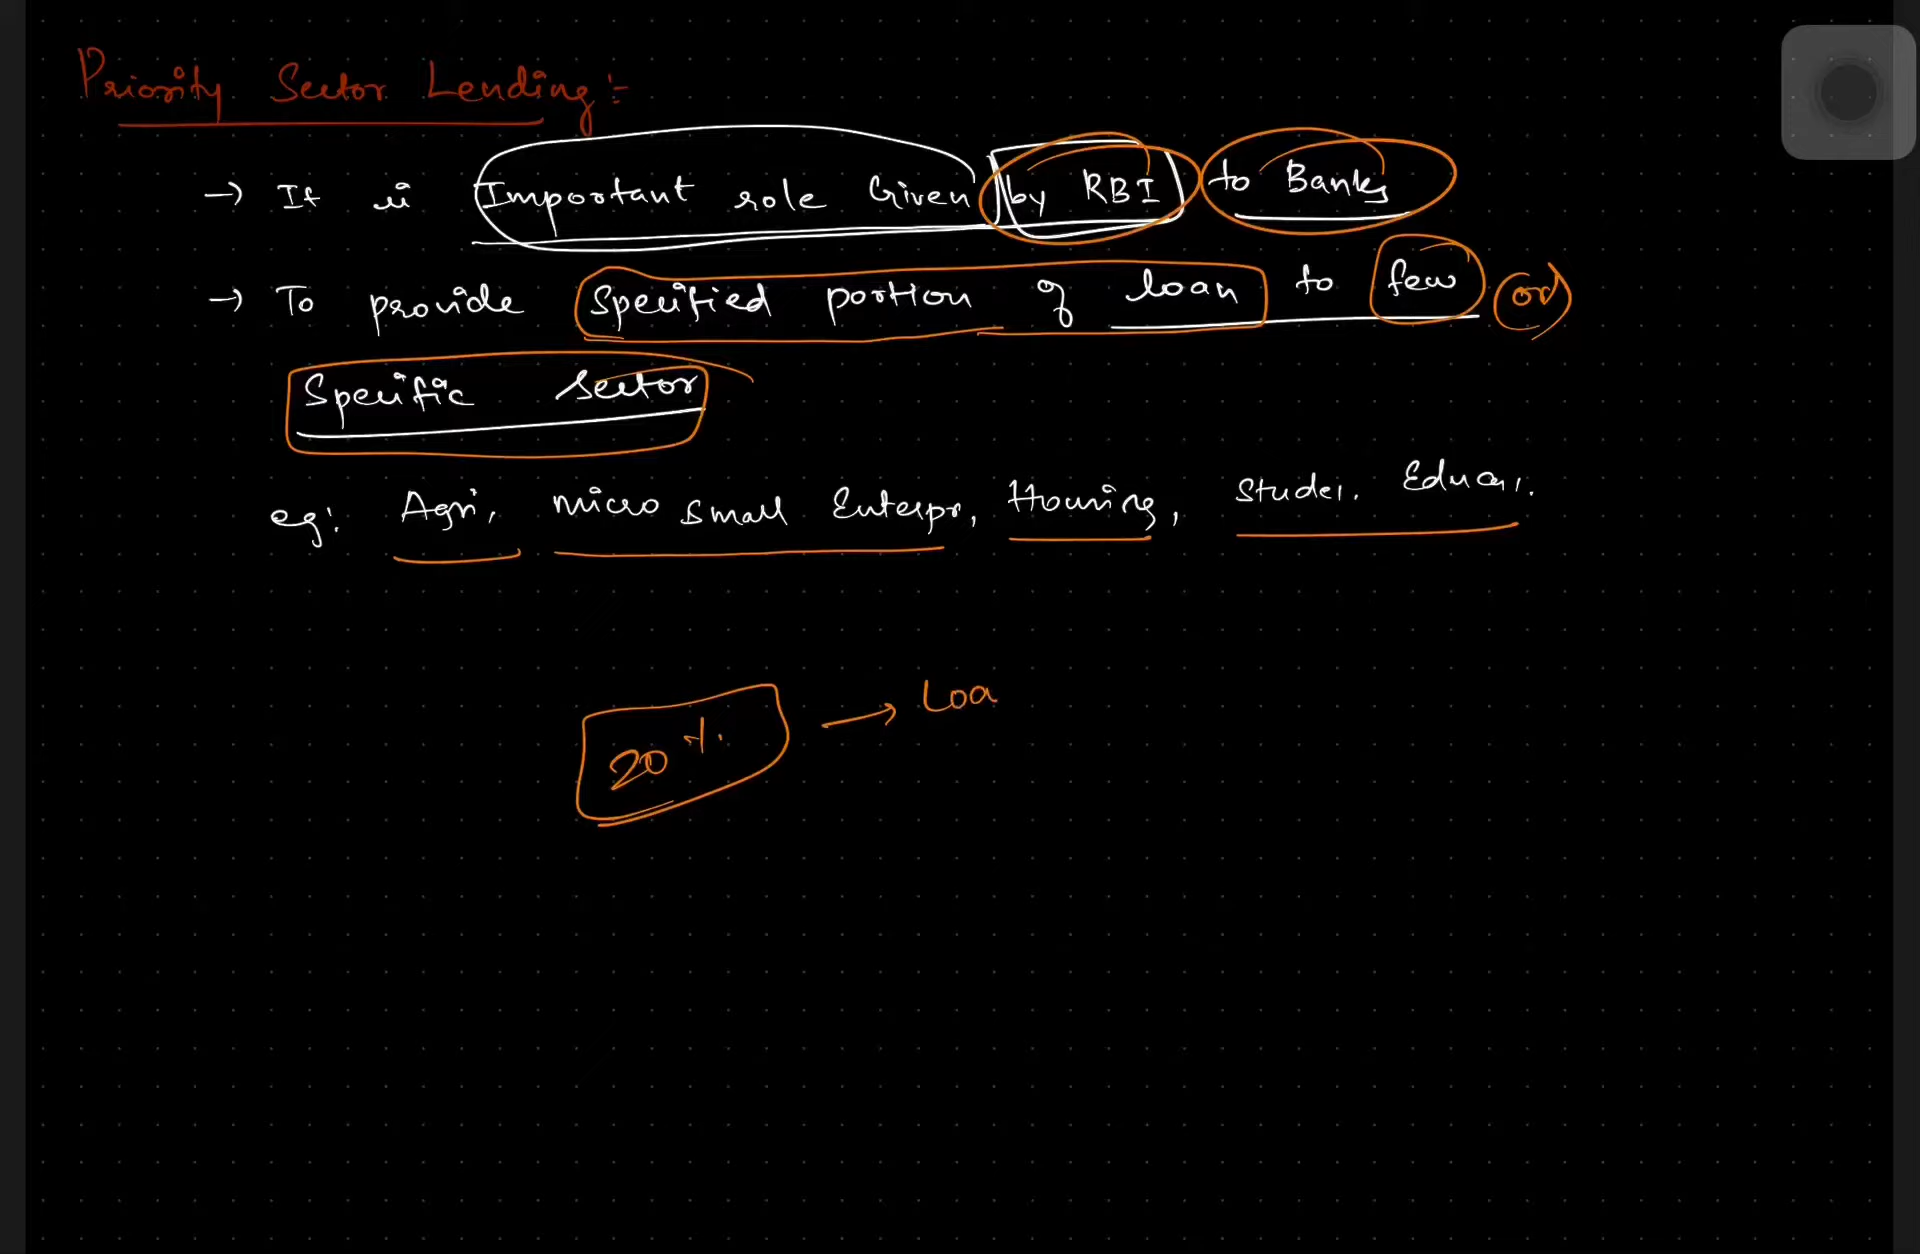 Priority Sector Lending :-
→ It is Important role Given by RBI to Banks
→ To provide Specified portion of loan to few (or)
Specific sector
eg: Agri, micro small Enterpr, Housing, Studen. Educa,.
20 % → Loa